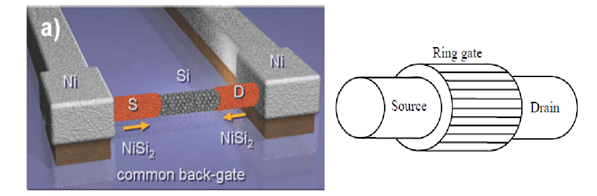 a)
Ni
Si
Ni
S
D
NiSi2
NiSi2
common back-gate
Ring gate
Source
Drain